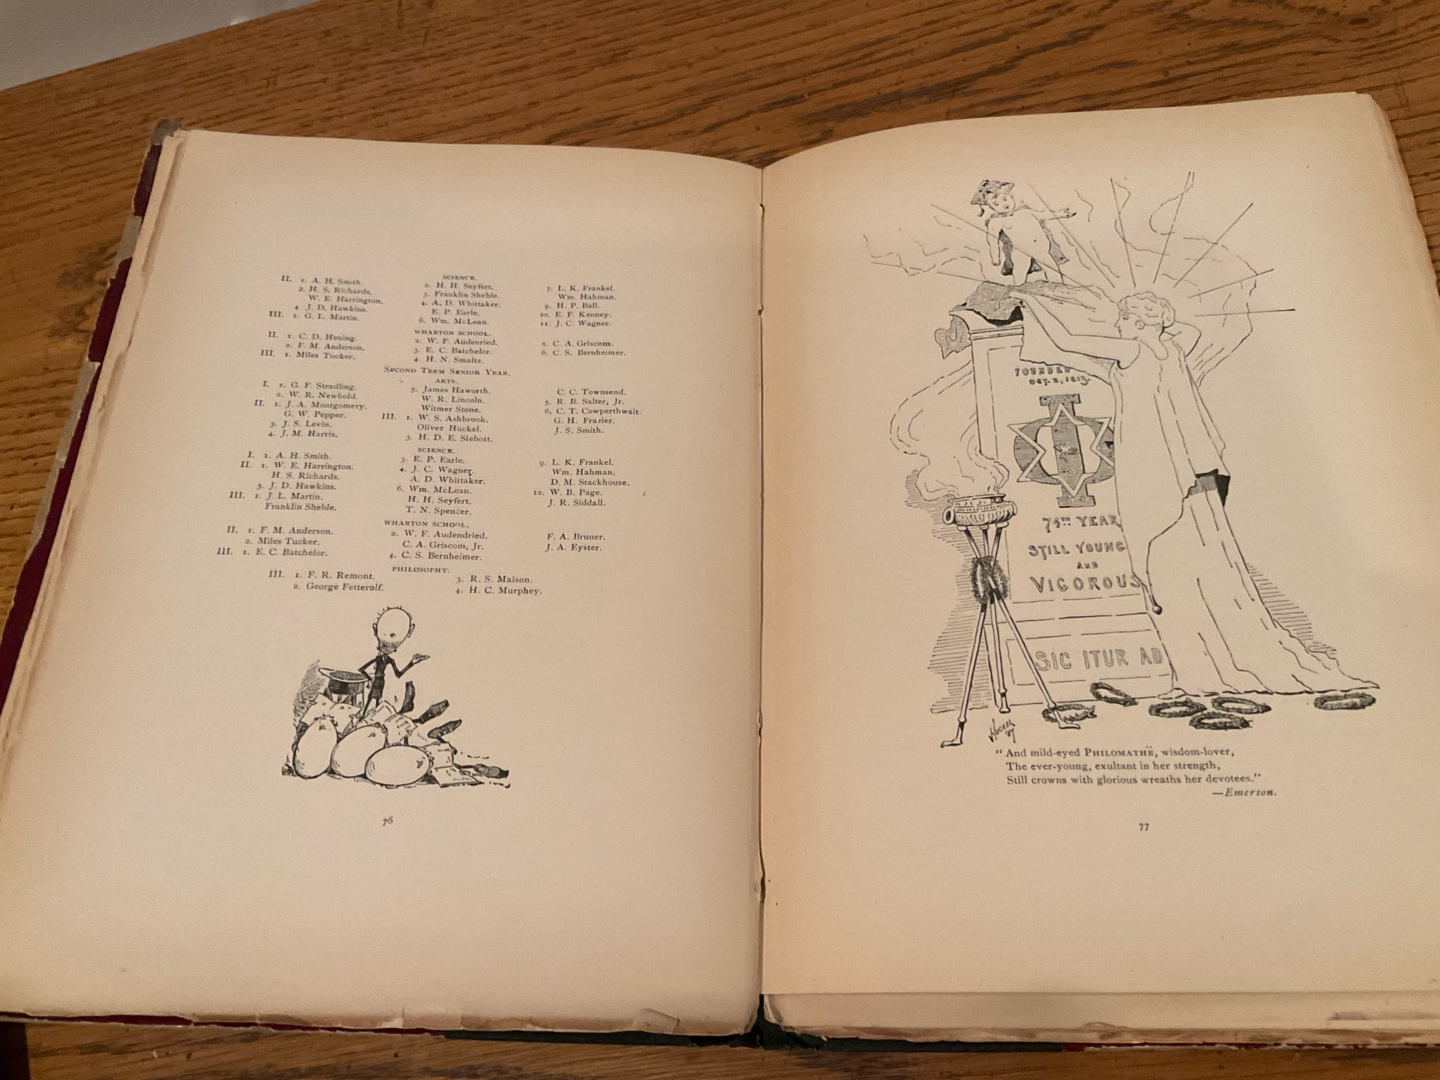 SCIENCE.
II. 1. A. H. Smith.
2. H. S. Richards,
W. E. Harrington,
4 J. D. Hawkins.
III. 1. G. L. Martin.
2. H. H. Seyfert,
3. Franklin Sheble.
4. A. D. Whittaker.
E. P. Earle.
6. Wm. McLean.
7. L. K. Frankel.
Wm. Hahman.
9. H. P. Ball.
10. E. F. Kenney.
11. J. C. Wagner.
WHARTON SCHOOL.
II. 1. C. D. Hening.
2. F. M. Anderson.
III. 1. Miles Tucker.
2. W. F. Audenried.
3. E. C. Batchelor.
4. H. N. Smaltz.
5. C. A. Griscom.
6. C. S. Bernheimer.
SECOND TERM SENIOR YEAR.
ARTS.
I. 1. G. F. Stradling.
2. W. R. Newbold.
II. 1. J. A. Montgomery.
G. W. Pepper.
3. J. S. Levin.
4. J. M. Harris.
5. James Haworth.
W. R. Lincoln.
Witmer Stone.
III. 1. W. S. Ashbrook.
Oliver Huckel.
3. H. D. E. Siebott.
C. C. Townsend.
5. R. B. Salter, Jr.
6. C. T. Cowperthwait.
G. H. Frazier.
J. S. Smith.
SCIENCE.
I. 1. A. H. Smith.
II. 1. W. E. Harrington.
H. S. Richards.
3. J. D. Hawkins.
III. 1. J. L. Martin.
Franklin Sheble.
3. E. P. Earle.
4. J. C. Wagner.
A. D. Whittaker.
6. Wm. McLean.
H. H. Seyfert.
T. N. Spencer.
9. L. K. Frankel.
Wm. Hahman.
D. M. Stackhouse.
12. W. B. Page.
J. R. Siddall.
WHARTON SCHOOL.
II. 1. F. M. Anderson.
2. Miles Tucker.
III. 1. E. C. Batchelor.
2. W. F. Audendried.
C. A. Griscom, Jr.
4. C. S. Bernheimer.
F. A. Bruner.
J. A. Eyster.
PHILOSOPHY.
III. 1. F. R. Remont.
2. George Fetterolf.
3. R. S. Maison.
4. H. C. Murphey.
76
FOUNDED
OCT. 2, 1813.
Φ
74TH YEAR
STILL YOUNG
AND
VIGOROUS
SIC ITUR AD
HUCKEL
'87
"And mild-eyed PHILOMATHË, wisdom-lover,
The ever-young, exultant in her strength,
Still crowns with glorious wreaths her devotees."
—Emerson.
77